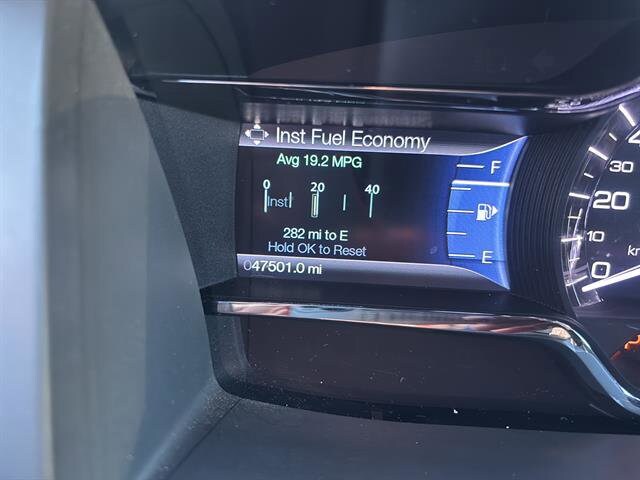 Inst Fuel Economy
Avg 19.2 MPG
F
0 20 40
Inst
282 mi to E
Hold OK to Reset
E
047501.0 mi
30
20
10
0